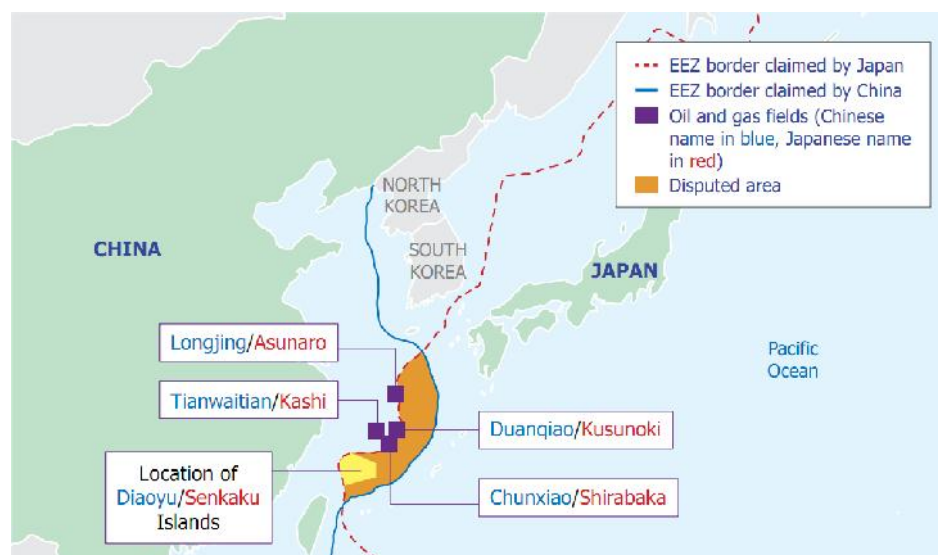 EEZ border claimed by Japan
EEZ border claimed by China
Oil and gas fields (Chinese
name in blue, Japanese name
in red)
Disputed area
NORTH
KOREA
SOUTH
KOREA
CHINA
JAPAN
Pacific
Ocean
Longjing/Asunaro
Tianwaitian/Kashi
Duanqiao/Kusunoki
Location of
Diaoyu/Senkaku
Islands
Chunxiao/Shirabaka